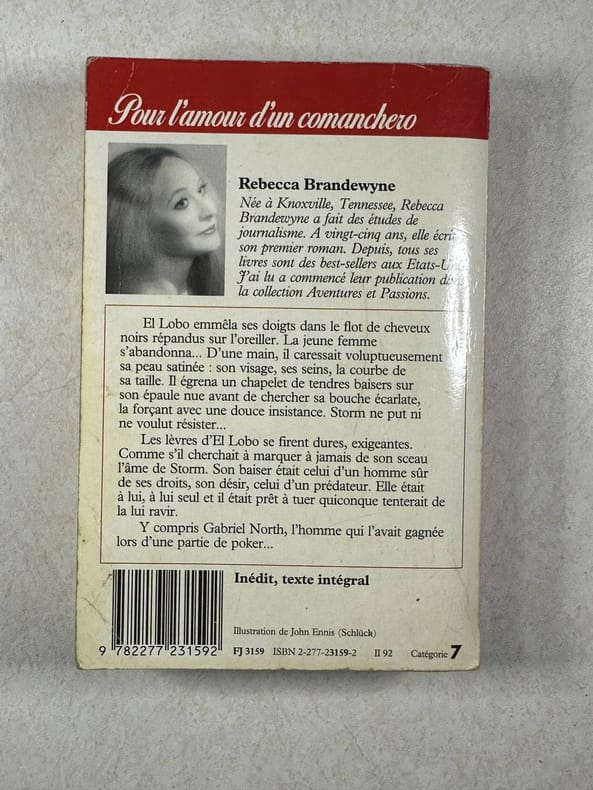 Pour l'amour d'un comanchero
Rebecca Brandewyne
Née à Knoxville, Tennessee, Rebecca
Brandewyne a fait des études de
journalisme. A vingt-cinq ans, elle écrit
son premier roman. Depuis, tous ses
livres sont des best-sellers aux Etats-Unis.
J'ai lu a commencé leur publication dans
la collection Aventures et Passions.
El Lobo emmêla ses doigts dans le flot de cheveux
noirs répandus sur l'oreiller. La jeune femme
s'abandonna... D'une main, il caressait voluptueusement
sa peau satinée : son visage, ses seins, la courbe de
sa taille. Il égrena un chapelet de tendres baisers sur
son épaule nue avant de chercher sa bouche écarlate,
la forçant avec une douce insistance. Storm ne put ni
ne voulut résister...
Les lèvres d'El Lobo se firent dures, exigeantes.
Comme s'il cherchait à marquer à jamais de son sceau
l'âme de Storm. Son baiser était celui d'un homme sûr
de ses droits, son désir, celui d'un prédateur. Elle était
à lui, à lui seul et il était prêt à tuer quiconque tenterait de
la lui ravir.
Y compris Gabriel North, l'homme qui l'avait gagnée
lors d'une partie de poker...
Inédit, texte intégral
Illustration de John Ennis (Schlück)
9 782277 231592
FJ 3159 ISBN 2-277-23159-2 II 92 Catégorie 7